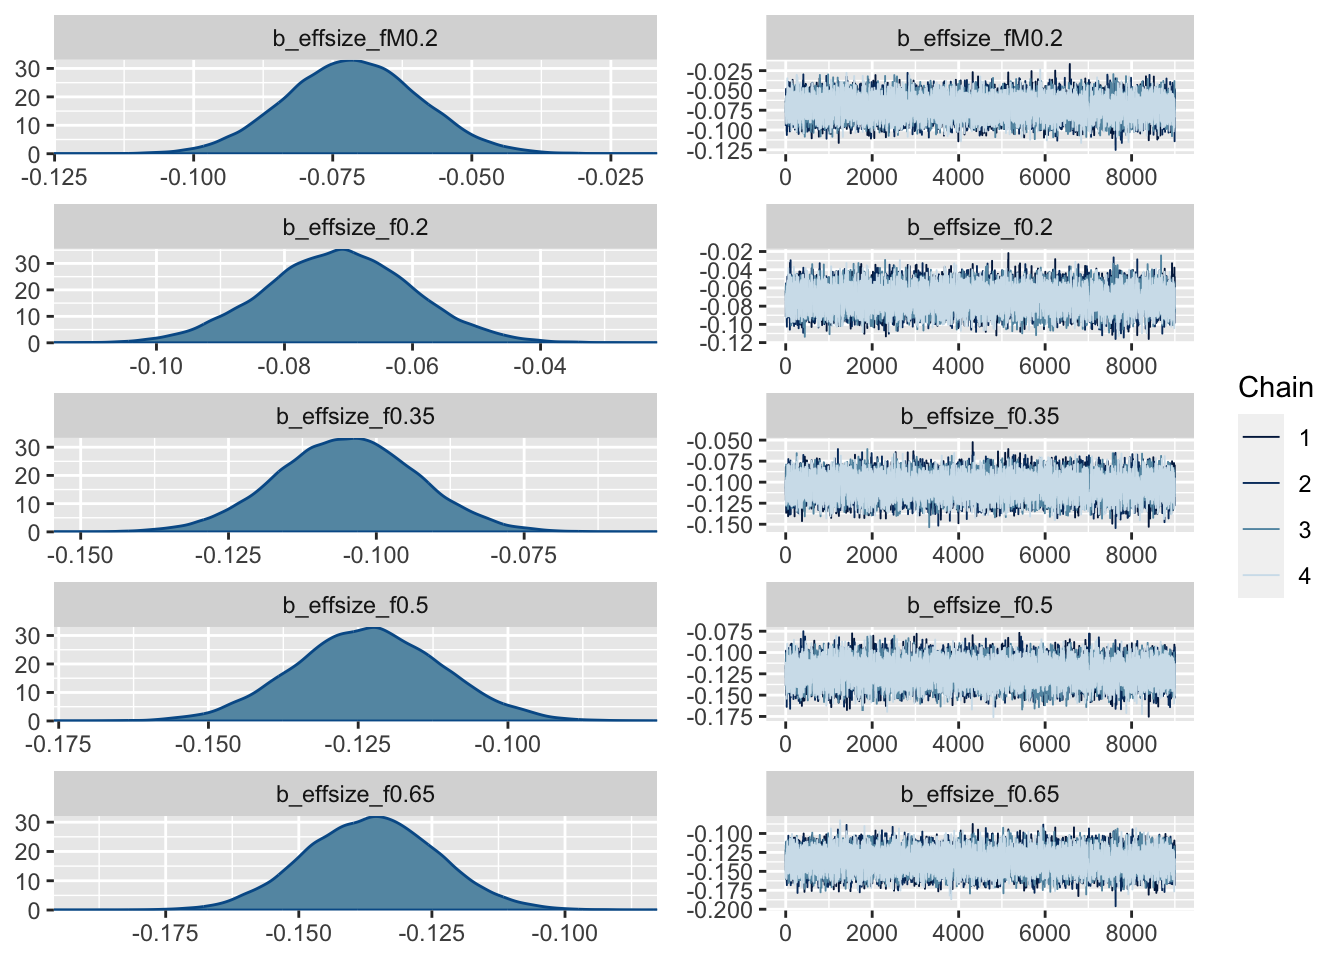 b_effsize_fM0.2
30
20
10
0
-0.125 -0.100 -0.075 -0.050 -0.025
b_effsize_fM0.2
-0.025
-0.050
-0.075
-0.100
-0.125
0 2000 4000 6000 8000
b_effsize_f0.2
30
20
10
0
-0.10 -0.08 -0.06 -0.04
b_effsize_f0.2
-0.02
-0.04
-0.06
-0.08
-0.10
-0.12
0 2000 4000 6000 8000
b_effsize_f0.35
30
20
10
0
-0.150 -0.125 -0.100 -0.075
b_effsize_f0.35
-0.050
-0.075
-0.100
-0.125
-0.150
0 2000 4000 6000 8000
b_effsize_f0.5
30
20
10
0
-0.175 -0.150 -0.125 -0.100
b_effsize_f0.5
-0.075
-0.100
-0.125
-0.150
-0.175
0 2000 4000 6000 8000
b_effsize_f0.65
30
20
10
0
-0.175 -0.150 -0.125 -0.100
b_effsize_f0.65
-0.100
-0.125
-0.150
-0.175
-0.200
0 2000 4000 6000 8000
Chain
1
2
3
4